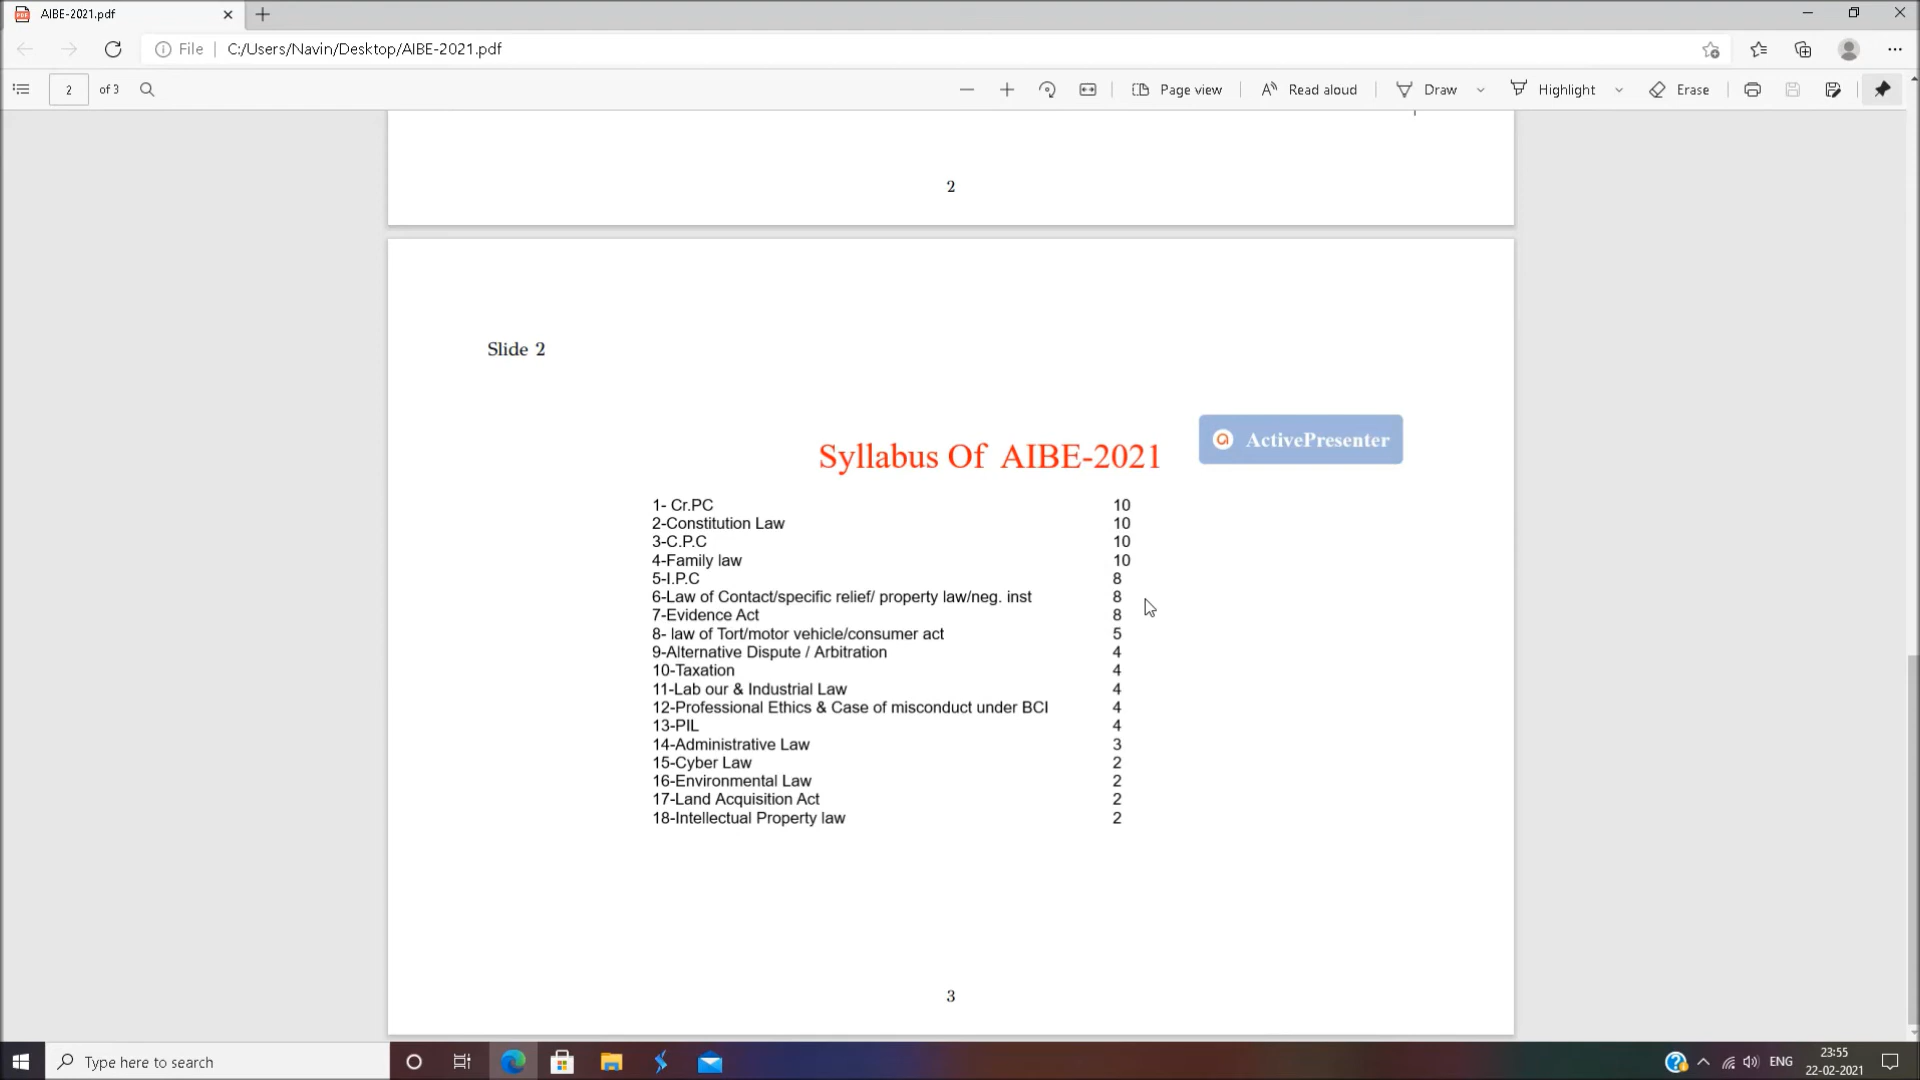 AIBE-2021.pdf
File C:/Users/Navin/Desktop/AIBE-2021.pdf
2 of 3 Page view Read aloud Draw Highlight Erase
2
Slide 2
ActivePresenter
Syllabus Of AIBE-2021
1- Cr.PC 10
2-Constitution Law 10
3-C.P.C 10
4-Family law 10
5-I.P.C 8
6-Law of Contact/specific relief/ property law/neg. inst 8
7-Evidence Act 8
8- law of Tort/motor vehicle/consumer act 5
9-Alternative Dispute / Arbitration 4
10-Taxation 4
11-Lab our & Industrial Law 4
12-Professional Ethics & Case of misconduct under BCI 4
13-PIL 4
14-Administrative Law 3
15-Cyber Law 2
16-Environmental Law 2
17-Land Acquisition Act 2
18-Intellectual Property law 2
3
Type here to search
ENG
23:55
22-02-2021